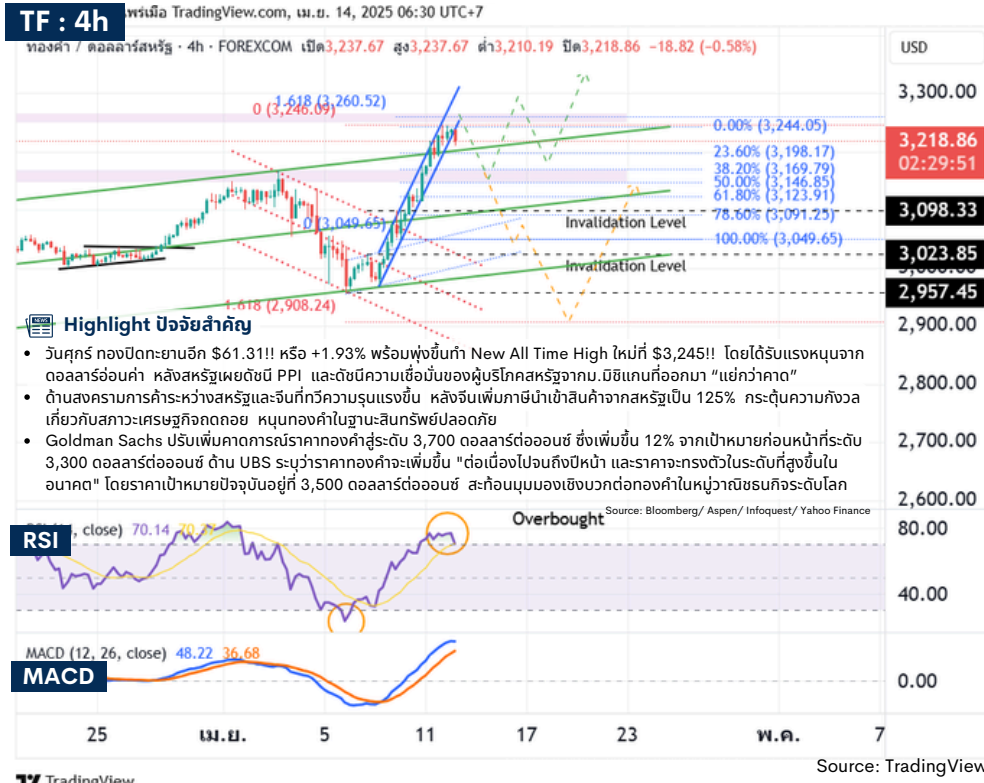 TF : 4h
แพร่เมื่อ TradingView.com, เม.ย. 14, 2025 06:30 UTC+7
ทองคำ / ดอลลาร์สหรัฐ · 4h · FOREXCOM เปิด3,237.67 สูง3,237.67 ต่ำ3,210.19 ปิด3,218.86 −18.82 (−0.58%)
USD
3,300.00
1.618 (3,260.52)
0 (3,246.09)
0.00% (3,244.05)
3,218.86
02:29:51
23.60% (3,198.17)
38.20% (3,169.79)
50.00% (3,146.85)
61.80% (3,123.91)
78.60% (3,091.25)
3,098.33
0 (3,049.65)
Invalidation Level
100.00% (3,049.65)
3,023.85
Invalidation Level
3,000.00
2,957.45
1.618 (2,908.24)
2,900.00
NEWS
Highlight ปัจจัยสำคัญ
• วันศุกร์ ทองปิดทะยานอีก $61.31!! หรือ +1.93% พร้อมพุ่งขึ้นทำ New All Time High ใหม่ที่ $3,245!! โดยได้รับแรงหนุนจาก
ดอลลาร์อ่อนค่า หลังสหรัฐเผยดัชนี PPI และดัชนีความเชื่อมั่นของผู้บริโภคสหรัฐจากม.มิชิแกนที่ออกมา “แย่กว่าคาด”
• ด้านสงครามการค้าระหว่างสหรัฐและจีนที่ทวีความรุนแรงขึ้น หลังจีนเพิ่มภาษีนำเข้าสินค้าจากสหรัฐเป็น 125% กระตุ้นความกังวล
เกี่ยวกับสภาวะเศรษฐกิจถดถอย หนุนทองคำในฐานะสินทรัพย์ปลอดภัย
• Goldman Sachs ปรับเพิ่มคาดการณ์ราคาทองคำสู่ระดับ 3,700 ดอลลาร์ต่อออนซ์ ซึ่งเพิ่มขึ้น 12% จากเป้าหมายก่อนหน้าที่ระดับ
3,300 ดอลลาร์ต่อออนซ์ ด้าน UBS ระบุว่าราคาทองคำจะเพิ่มขึ้น "ต่อเนื่องไปจนถึงปีหน้า และราคาจะทรงตัวในระดับที่สูงขึ้นใน
อนาคต" โดยราคาเป้าหมายปัจจุบันอยู่ที่ 3,500 ดอลลาร์ต่อออนซ์ สะท้อนมุมมองเชิงบวกต่อทองคำในหมู่วาณิชธนกิจระดับโลก
2,800.00
2,700.00
2,600.00
Source: Bloomberg/ Aspen/ Infoquest/ Yahoo Finance
Overbought
close) 70.14
RSI
80.00
40.00
MACD (12, 26, close) 48.22 36.68
MACD
0.00
25 เม.ย. 5 11 17 23 พ.ค. 7
Source: TradingView
TradingView